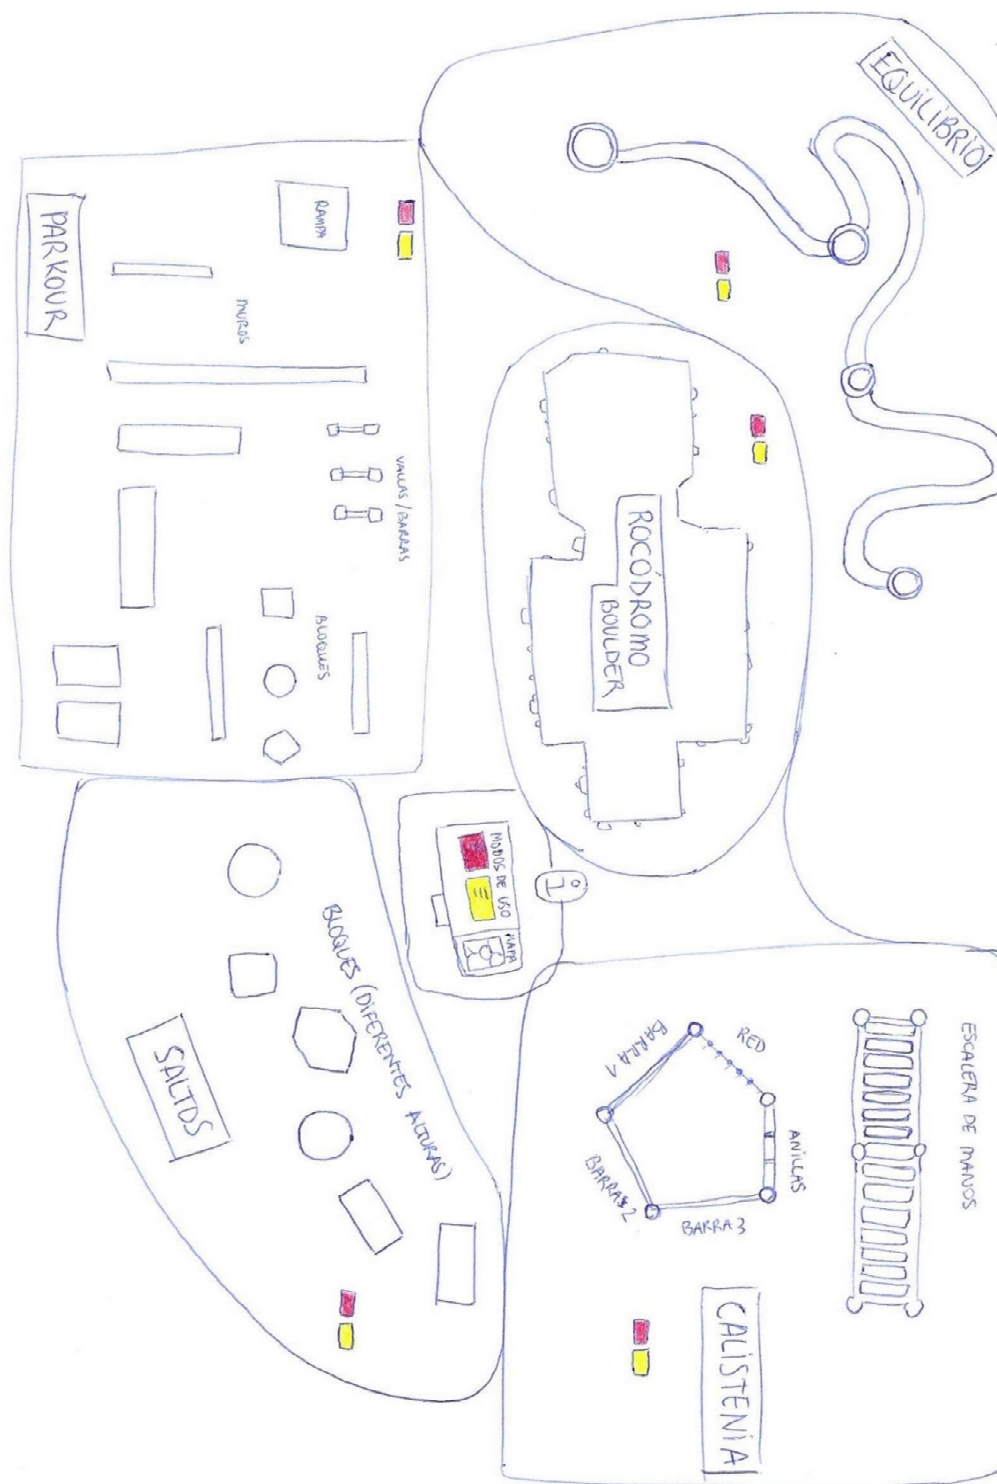 EQUILIBRIO
PARKOUR
RAMPA
MUROS
VALLAS / BARRAS
BLOQUES
ROCÓDROMO
BOULDER
MODOS DE USO
MAPA
i
BLOQUES (DIFERENTES ALTURAS)
SALTOS
RED
BARRA 1
BARRAS 2
BARRA 3
ANILLAS
ESCALERA DE MANOS
CALISTENIA